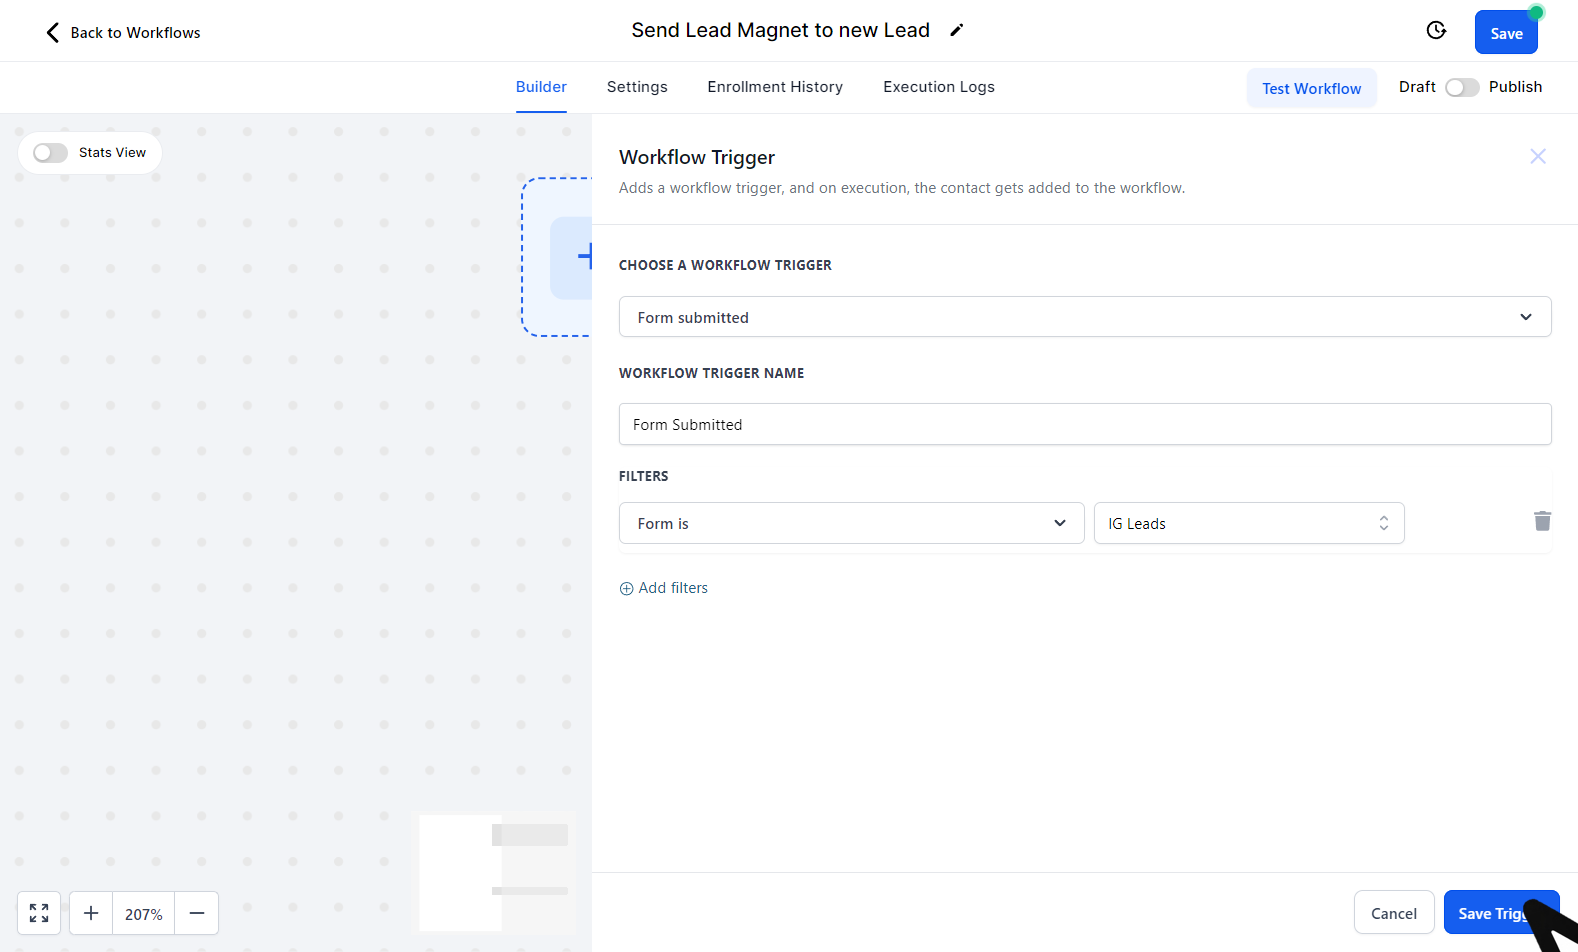 Back to Workflows
Send Lead Magnet to new Lead
Save
Builder
Settings
Enrollment History
Execution Logs
Test Workflow
Draft
Publish
Stats View
Workflow Trigger
Adds a workflow trigger, and on execution, the contact gets added to the workflow.
CHOOSE A WORKFLOW TRIGGER
Form submitted
WORKFLOW TRIGGER NAME
Form Submitted
FILTERS
Form is
IG Leads
Add filters
207%
Cancel
Save